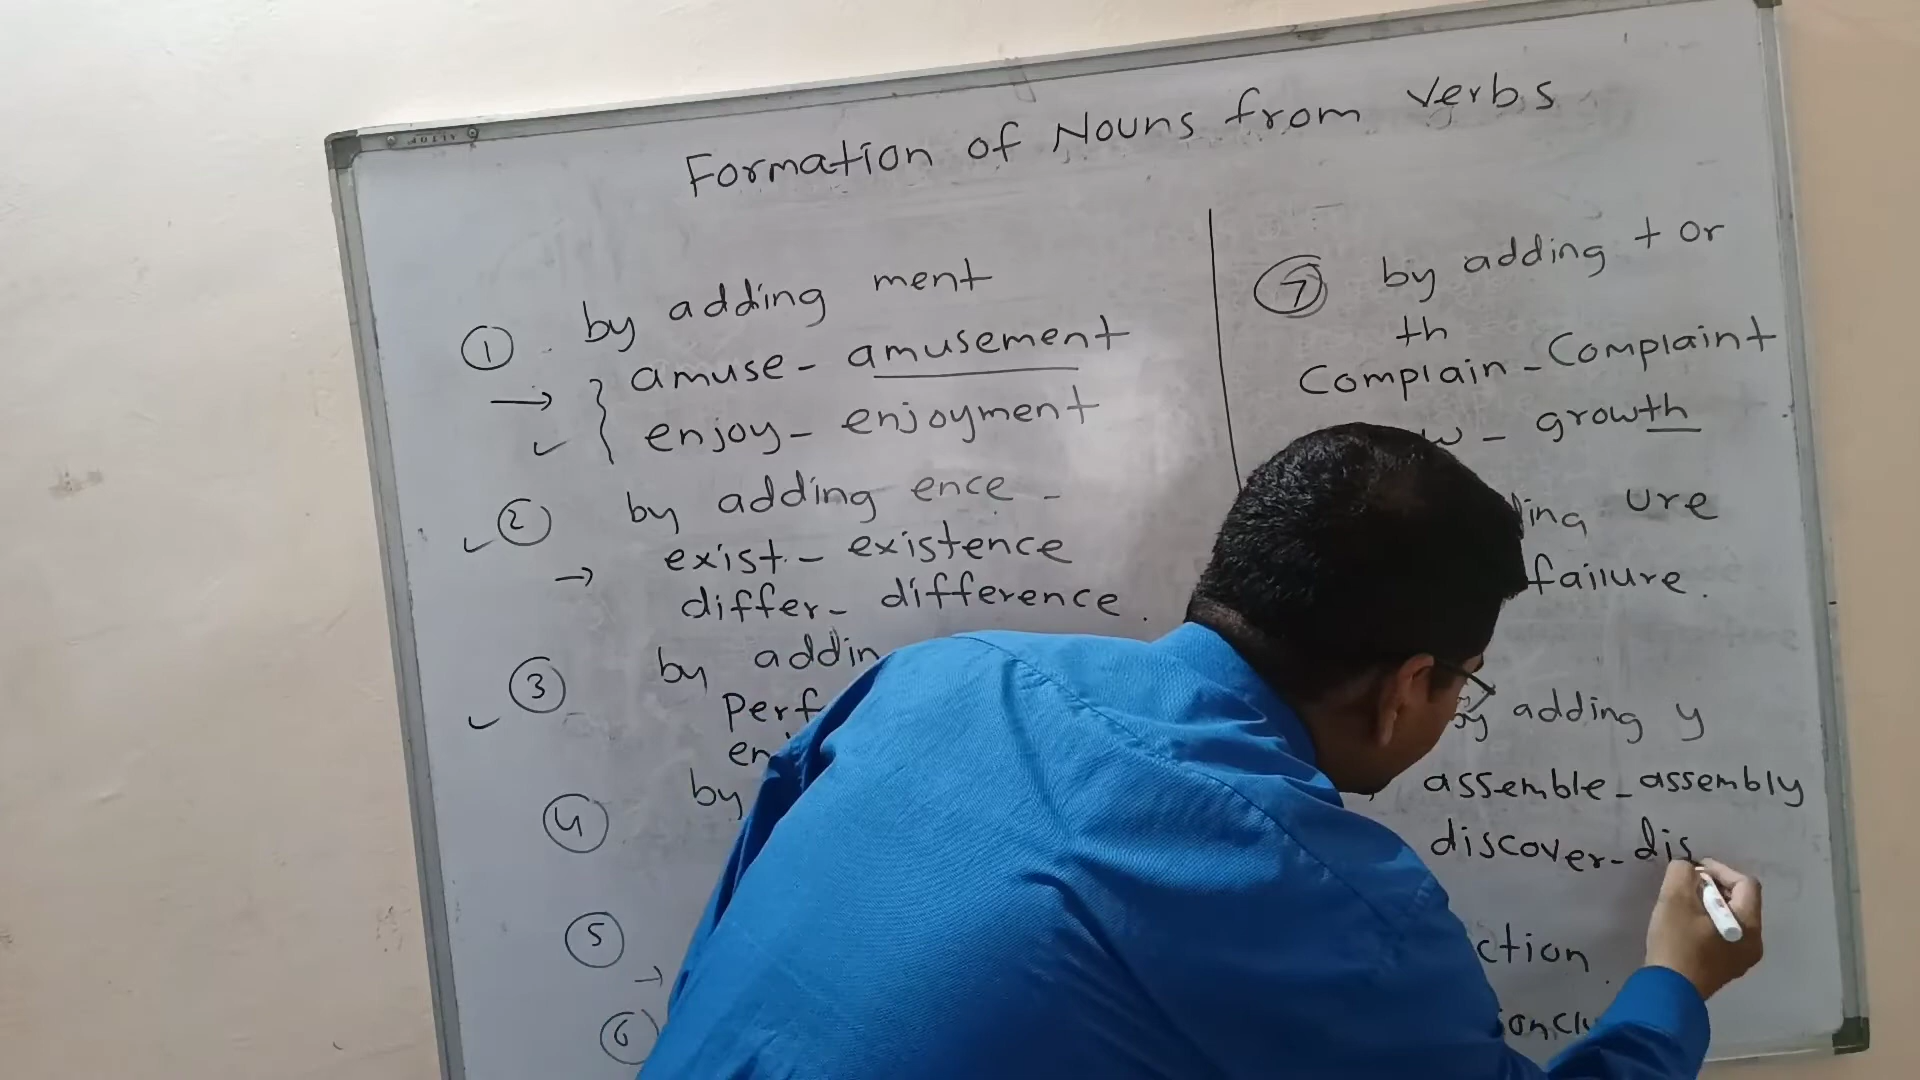 Formation of Nouns from Verbs
① by adding ment
amuse - amusement
enjoy - enjoyment
② by adding ence -
exist - existence
differ - difference.
③ by addin
Perf
en
④ by
⑤
⑥
⑦ by adding t or
th
Complain - Complaint
w - growth
ding ure
failure.
by adding y
assemble - assembly
discover - dis
ction
onclu